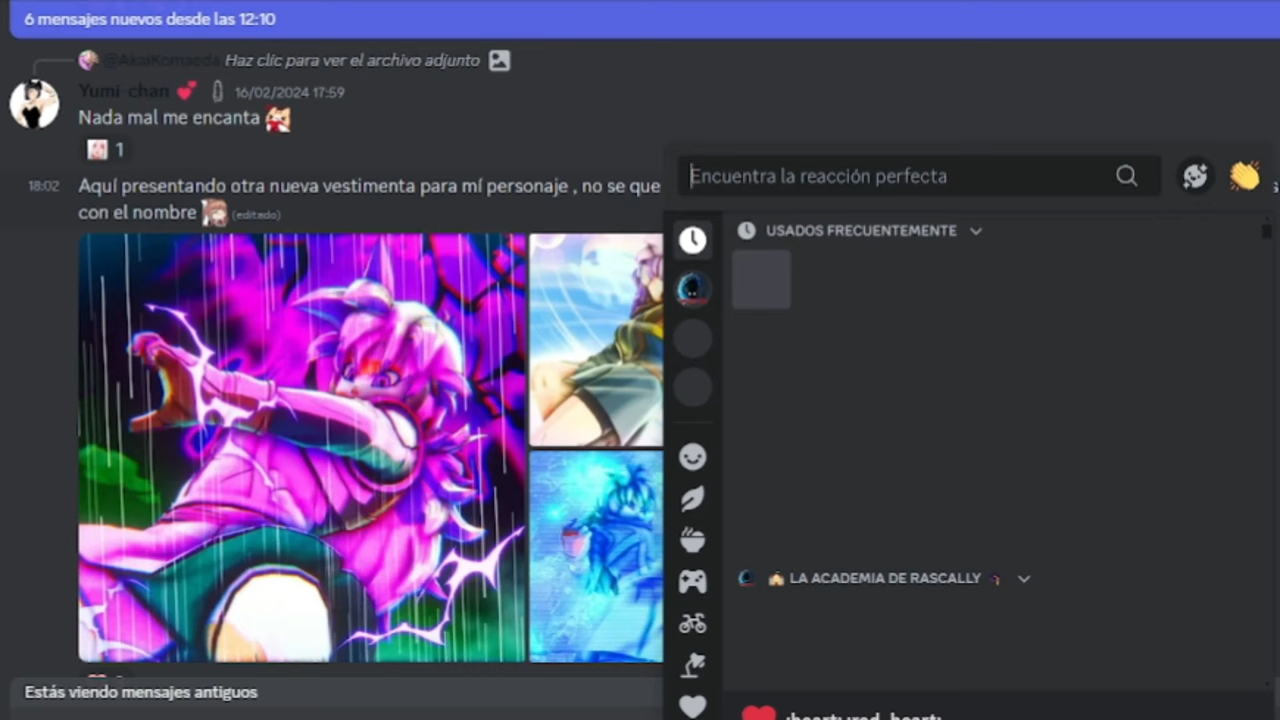 6 mensajes nuevos desde las 12:10
@AkaiKomaeda Haz clic para ver el archivo adjunto
Yumi-chan 16/02/2024 17:59
Nada mal me encanta
1
18:02 Aquí presentando otra nueva vestimenta para mí personaje , no se que
con el nombre (editado)
Encuentra la reacción perfecta
USADOS FRECUENTEMENTE
LA ACADEMIA DE RASCALLY
Estás viendo mensajes antiguos